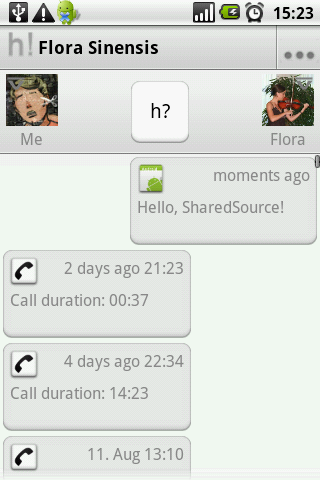 15:23
h! Flora Sinensis
h?
Me
Flora
moments ago
Hello, SharedSource!
2 days ago 21:23
Call duration: 00:37
4 days ago 22:34
Call duration: 14:23
11. Aug 13:10